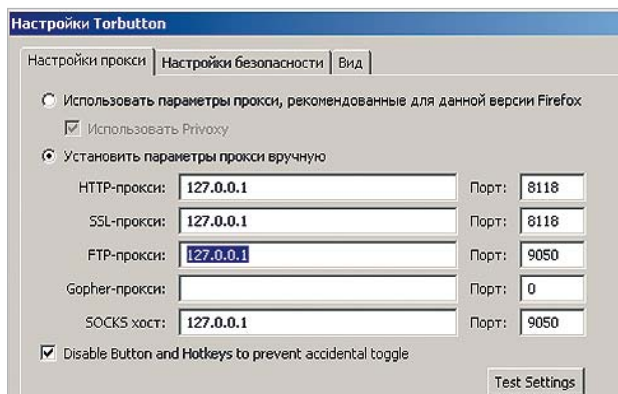 Настройки Torbutton
Настройки прокси Настройки безопасности Вид
Использовать параметры прокси, рекомендованные для данной версии Firefox
Использовать Privoxy
Установить параметры прокси вручную
HTTP-прокси: 127.0.0.1 Порт: 8118
SSL-прокси: 127.0.0.1 Порт: 8118
FTP-прокси: 127.0.0.1 Порт: 9050
Gopher-прокси: Порт: 0
SOCKS хост: 127.0.0.1 Порт: 9050
Disable Button and Hotkeys to prevent accidental toggle
Test Settings